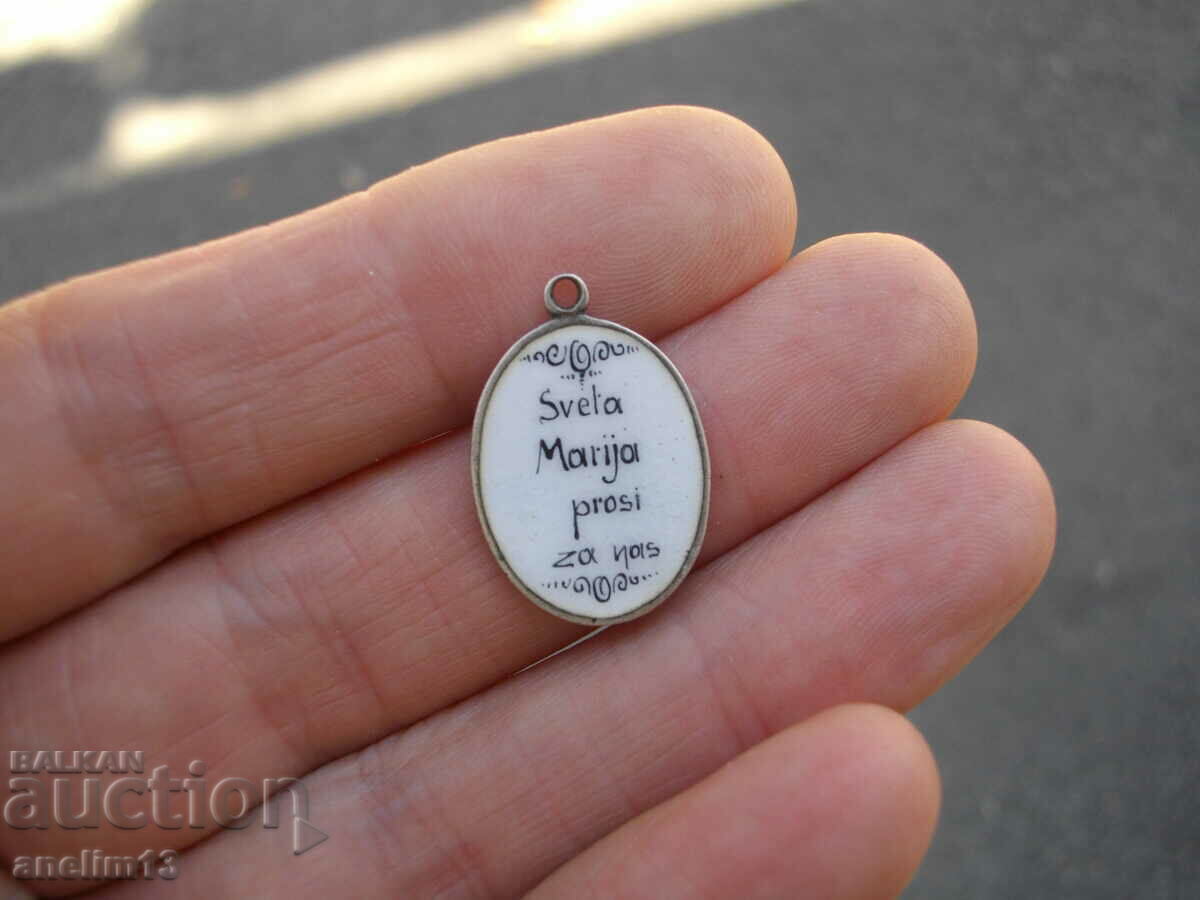 Sveta
Marija
prosi
za nas
BALKAN
auction
anelim13